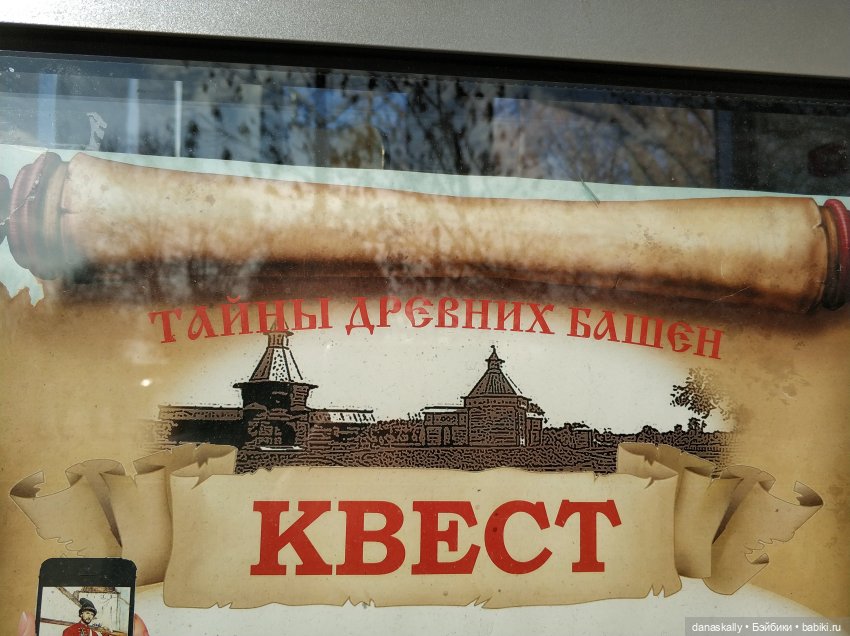 ТАЙНЫ ДРЕВНИХ БАШЕН
КВЕСТ
danaskally • Бэйбики • babiki.ru